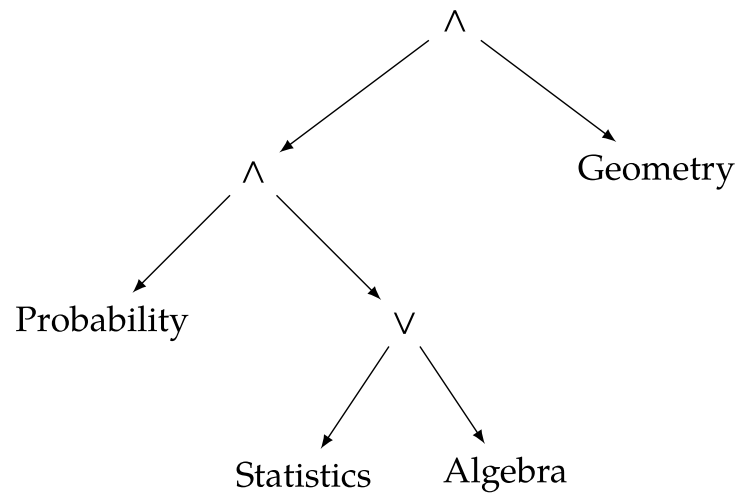 ∧
∧
Geometry
Probability
∨
Statistics
Algebra